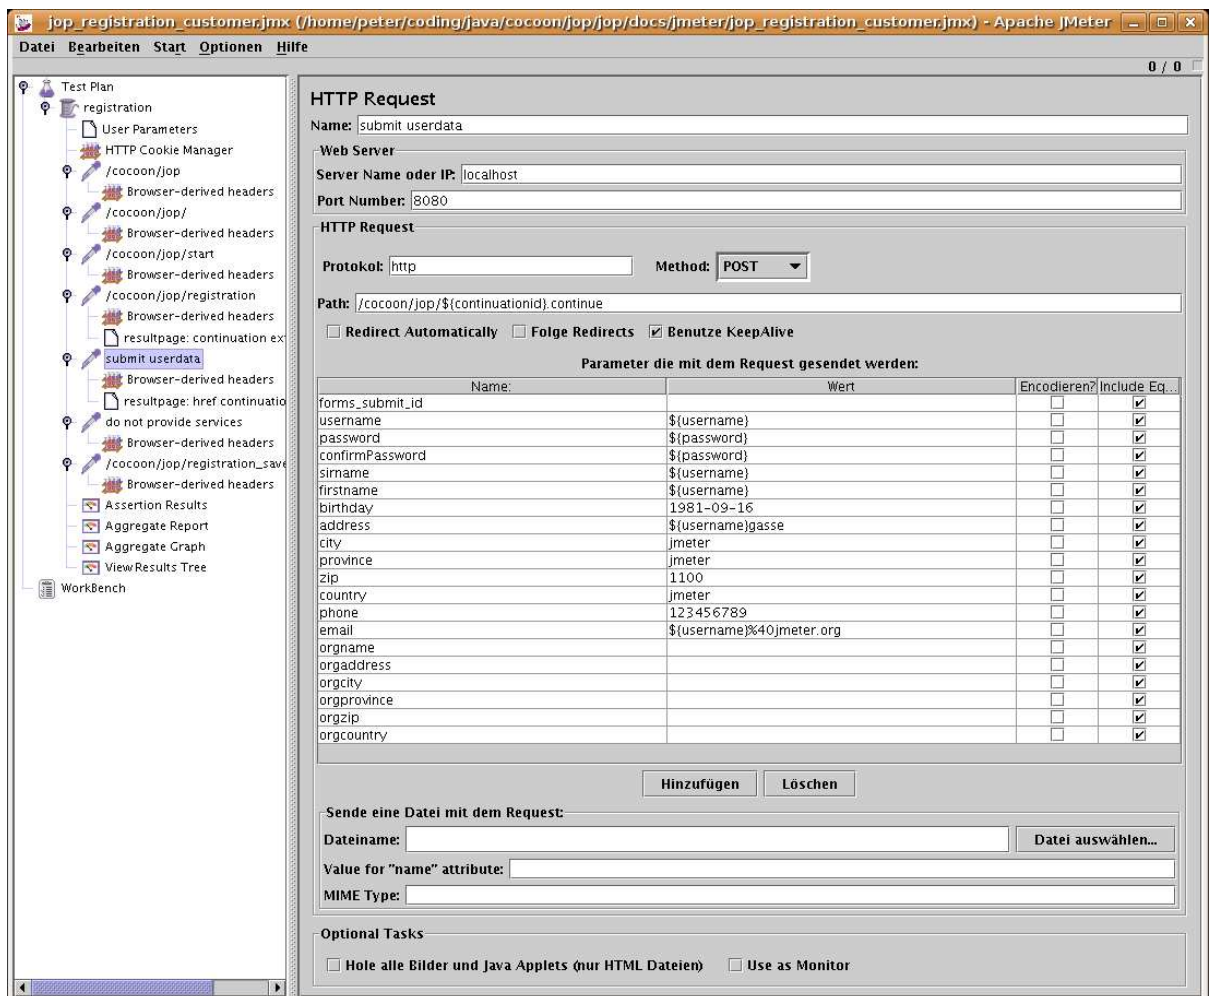 jop_registration_customer.jmx (/home/peter/coding/java/cocoon/jop/jop/docs/jmeter/jop_registration_customer.jmx) - Apache JMeter
Datei Bearbeiten Start Optionen Hilfe
0 / 0
Test Plan
registration
User Parameters
HTTP Cookie Manager
/cocoon/jop
Browser-derived headers
/cocoon/jop/
Browser-derived headers
/cocoon/jop/start
Browser-derived headers
/cocoon/jop/registration
Browser-derived headers
resultpage: continuation ex
submit userdata
Browser-derived headers
resultpage: href continuatio
do not provide services
Browser-derived headers
/cocoon/jop/registration_save
Browser-derived headers
Assertion Results
Aggregate Report
Aggregate Graph
View Results Tree
WorkBench
HTTP Request
Name: submit userdata
Web Server
Server Name oder IP: localhost
Port Number: 8080
HTTP Request
Protokol: http Method: POST
Path: /cocoon/jop/${continuationid}.continue
Redirect Automatically Folge Redirects Benutze KeepAlive
Parameter die mit dem Request gesendet werden:
Name: Wert Encodieren? Include Eq...
forms_submit_id
username ${username}
password ${password}
confirmPassword ${password}
sirname ${username}
firstname ${username}
birthday 1981-09-16
address ${username}gasse
city jmeter
province jmeter
zip 1100
country jmeter
phone 123456789
email ${username}%40jmeter.org
orgname
orgaddress
orgcity
orgprovince
orgzip
orgcountry
Hinzufügen Löschen
Sende eine Datei mit dem Request:
Dateiname: Datei auswählen...
Value for "name" attribute:
MIME Type:
Optional Tasks
Hole alle Bilder und Java Applets (nur HTML Dateien) Use as Monitor